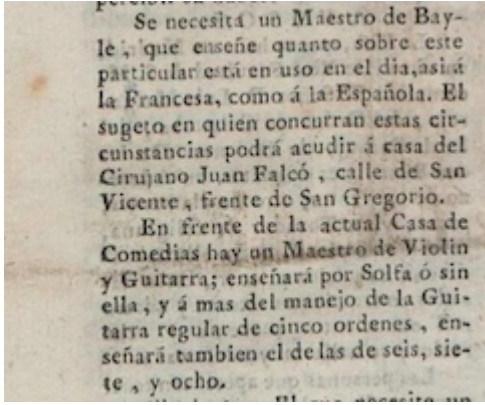 Se necesita un Maestro de Bay-
le, que enseñe quanto sobre este
particular está en uso en el dia, asi á
la Francesa, como á la Española. El
sugeto en quien concurran estas cir-
cunstancias podrá acudir á casa del
Cirujano Juan Falcó, calle de San
Vicente, frente de San Gregorio.
En frente de la actual Casa de
Comedias hay un Maestro de Violin
y Guitarra; enseñará por Solfa ó sin
ella, y á mas del manejo de la Gui-
tarra regular de cinco ordenes, en-
señará tambien el de las de seis, sie-
te, y ocho.